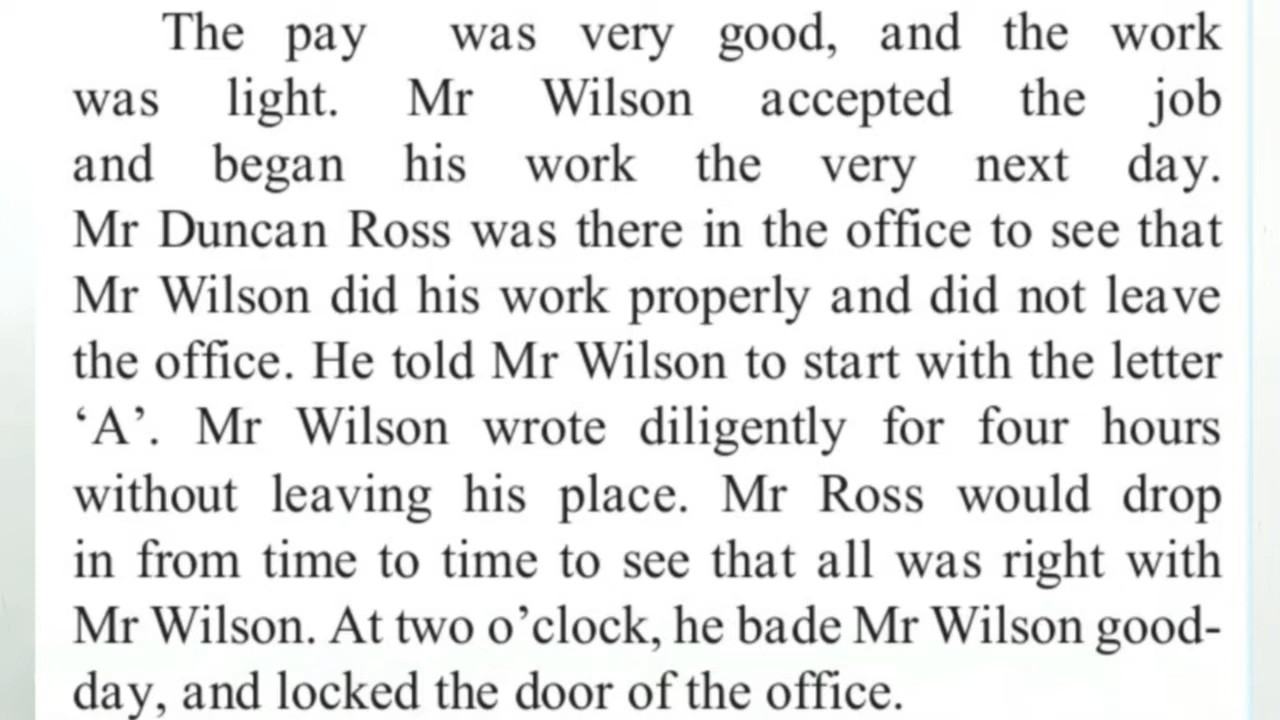 The pay was very good, and the work
was light. Mr Wilson accepted the job
and began his work the very next day.
Mr Duncan Ross was there in the office to see that
Mr Wilson did his work properly and did not leave
the office. He told Mr Wilson to start with the letter
‘A’. Mr Wilson wrote diligently for four hours
without leaving his place. Mr Ross would drop
in from time to time to see that all was right with
Mr Wilson. At two o’clock, he bade Mr Wilson good-
day, and locked the door of the office.